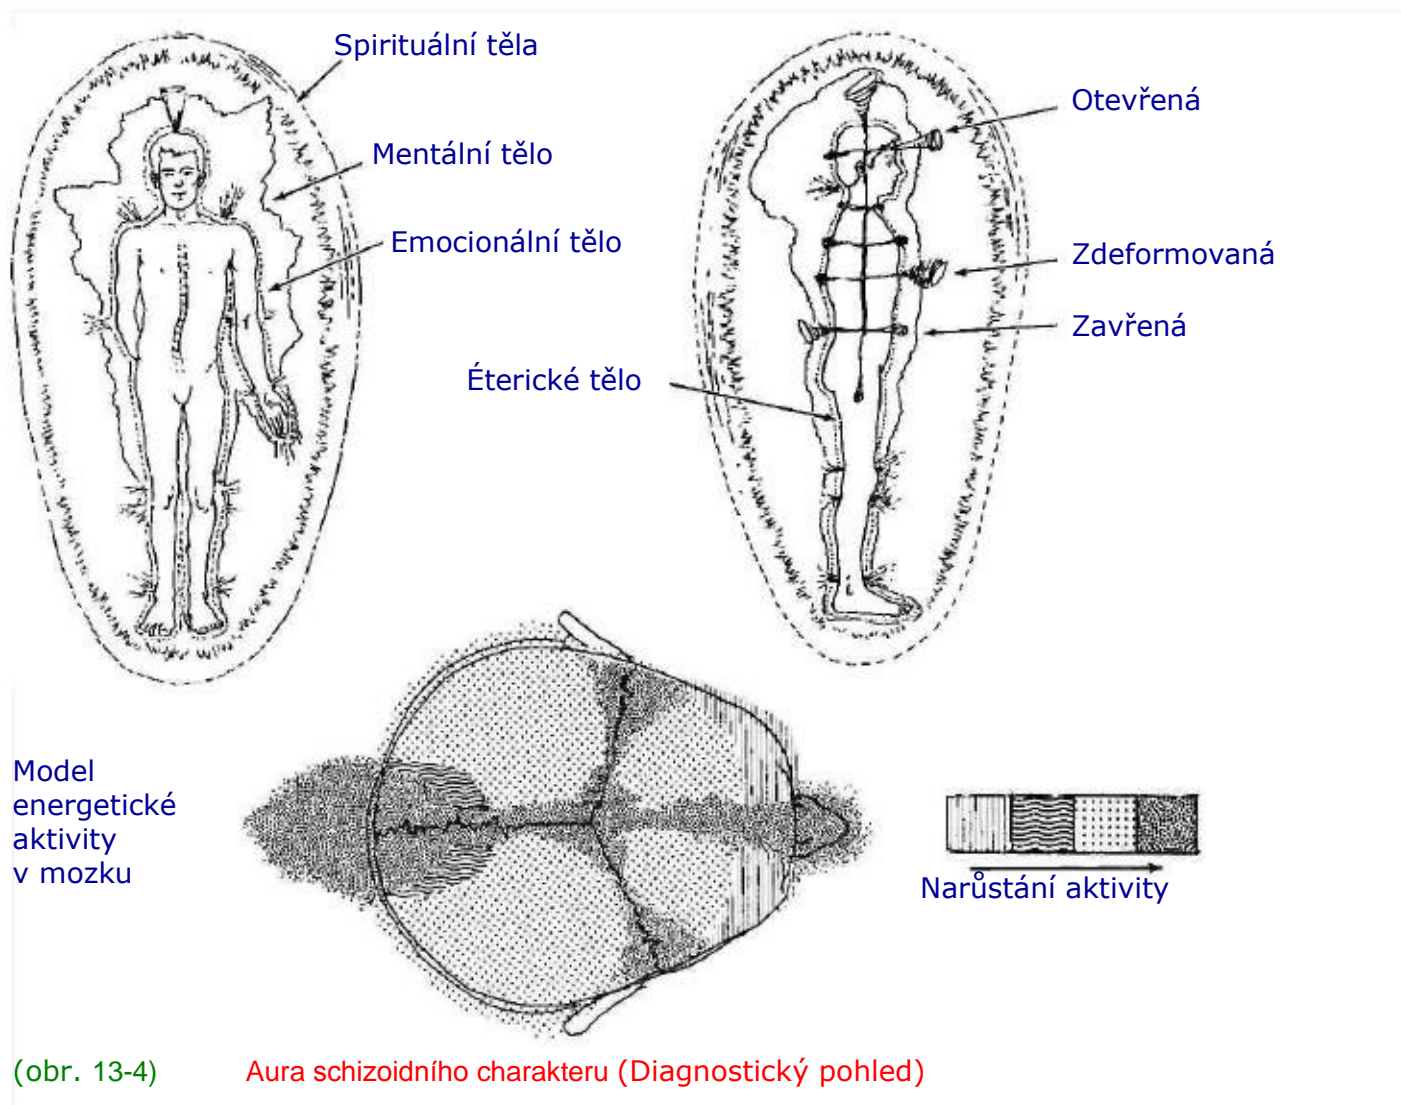 Spirituální těla
Mentální tělo
Emocionální tělo
Otevřená
Zdeformovaná
Zavřená
Éterické tělo
Model
energetické
aktivity
v mozku
Narůstání aktivity
(obr. 13-4) Aura schizoidního charakteru (Diagnostický pohled)